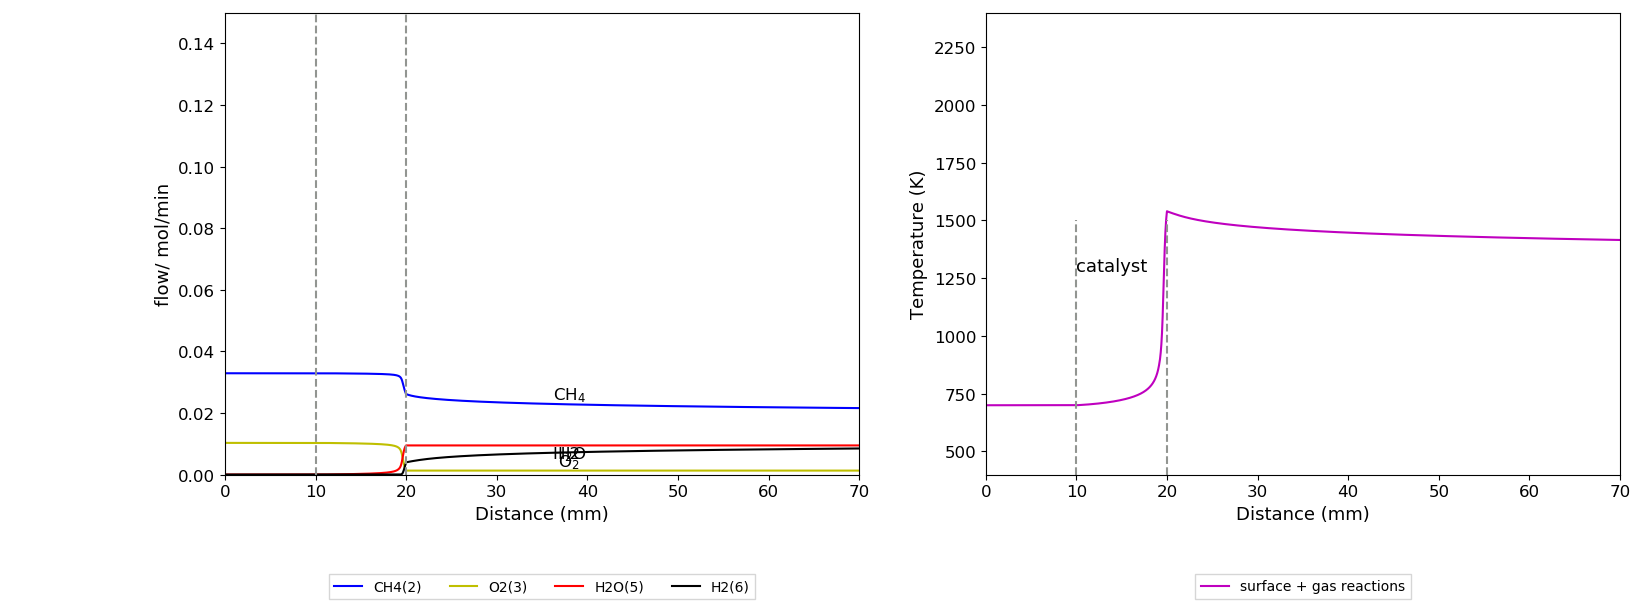 0.14
0.12
0.10
0.08
0.06
0.04
0.02
0.00
flow/ mol/min
CH4
H2
H2O
O2
0 10 20 30 40 50 60 70
Distance (mm)
CH4(2) O2(3) H2O(5) H2(6)
2250
2000
1750
1500
1250
1000
750
500
Temperature (K)
catalyst
0 10 20 30 40 50 60 70
Distance (mm)
surface + gas reactions